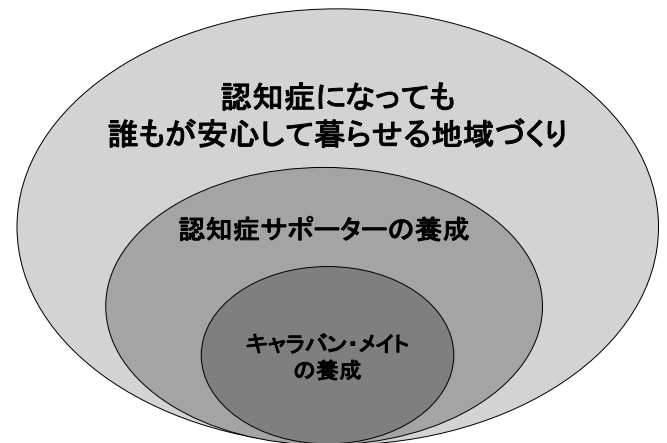 認知症になっても
誰もが安心して暮らせる地域づくり
認知症サポーターの養成
キャラバン・メイト
の養成